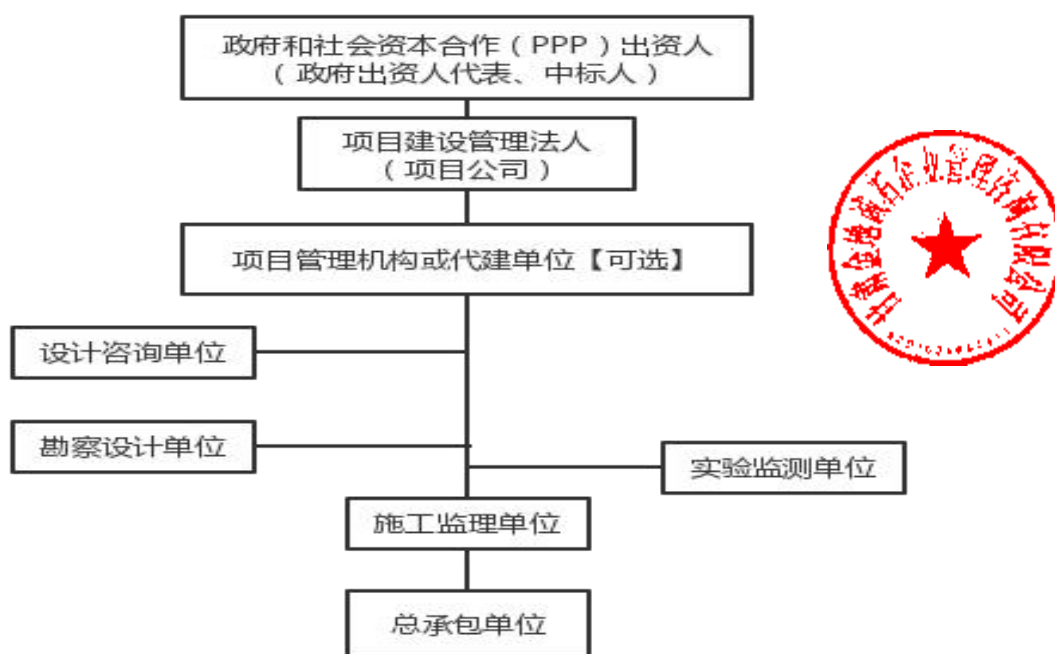 政府和社会资本合作（PPP）出资人
（政府出资人代表、中标人）
项目建设管理法人
（项目公司）
项目管理机构或代建单位【可选】
设计咨询单位
勘察设计单位
实验监测单位
施工监理单位
总承包单位